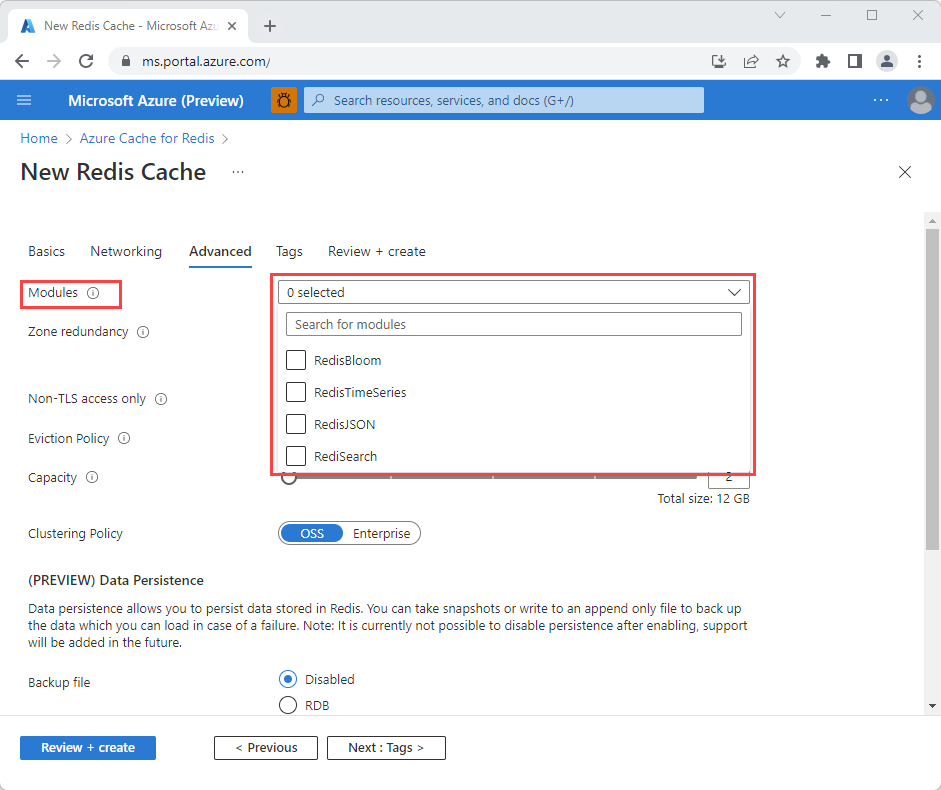 New Redis Cache - Microsoft Azu
ms.portal.azure.com/
Microsoft Azure (Preview)
Search resources, services, and docs (G+/)
Home > Azure Cache for Redis >
New Redis Cache ...
Basics Networking Advanced Tags Review + create
Modules
0 selected
Search for modules
Zone redundancy
RedisBloom
RedisTimeSeries
Non-TLS access only
RedisJSON
Eviction Policy
RediSearch
Capacity
2
Total size: 12 GB
Clustering Policy
OSS Enterprise
(PREVIEW) Data Persistence
Data persistence allows you to persist data stored in Redis. You can take snapshots or write to an append only file to back up
the data which you can load in case of a failure. Note: It is currently not possible to disable persistence after enabling, support
will be added in the future.
Backup file
Disabled
RDB
Review + create < Previous Next : Tags >